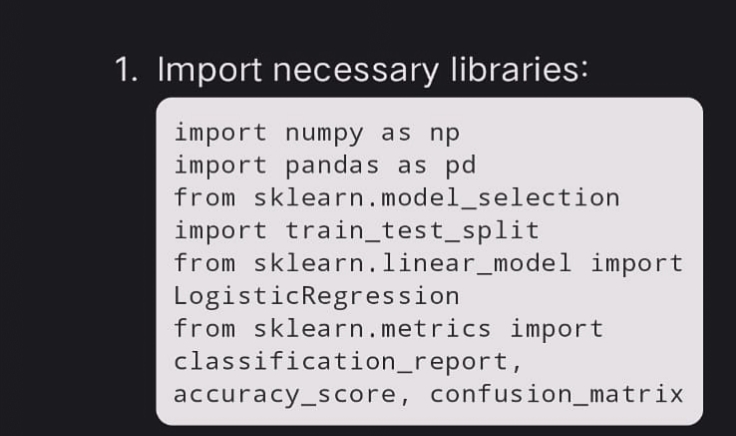 1. Import necessary libraries:
import numpy as np
import pandas as pd
from sklearn.model_selection
import train_test_split
from sklearn.linear_model import
LogisticRegression
from sklearn.metrics import
classification_report,
accuracy_score, confusion_matrix